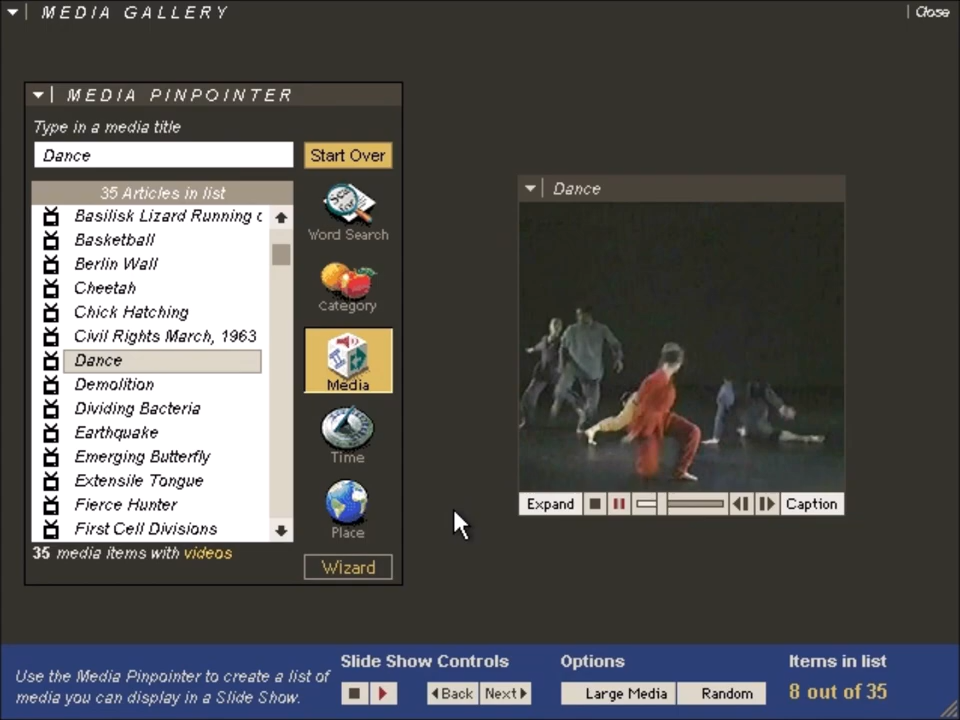 MEDIA GALLERY
Close
MEDIA PINPOINTER
Type in a media title
Dance
Start Over
35 Articles in list
Basilisk Lizard Running
Basketball
Berlin Wall
Cheetah
Chick Hatching
Civil Rights March, 1963
Dance
Demolition
Dividing Bacteria
Earthquake
Emerging Butterfly
Extensile Tongue
Fierce Hunter
First Cell Divisions
35 media items with videos
Word Search
Category
Media
Time
Place
Wizard
Dance
Expand
Caption
Use the Media Pinpointer to create a list of
media you can display in a Slide Show.
Slide Show Controls
Back Next
Options
Large Media Random
Items in list
8 out of 35